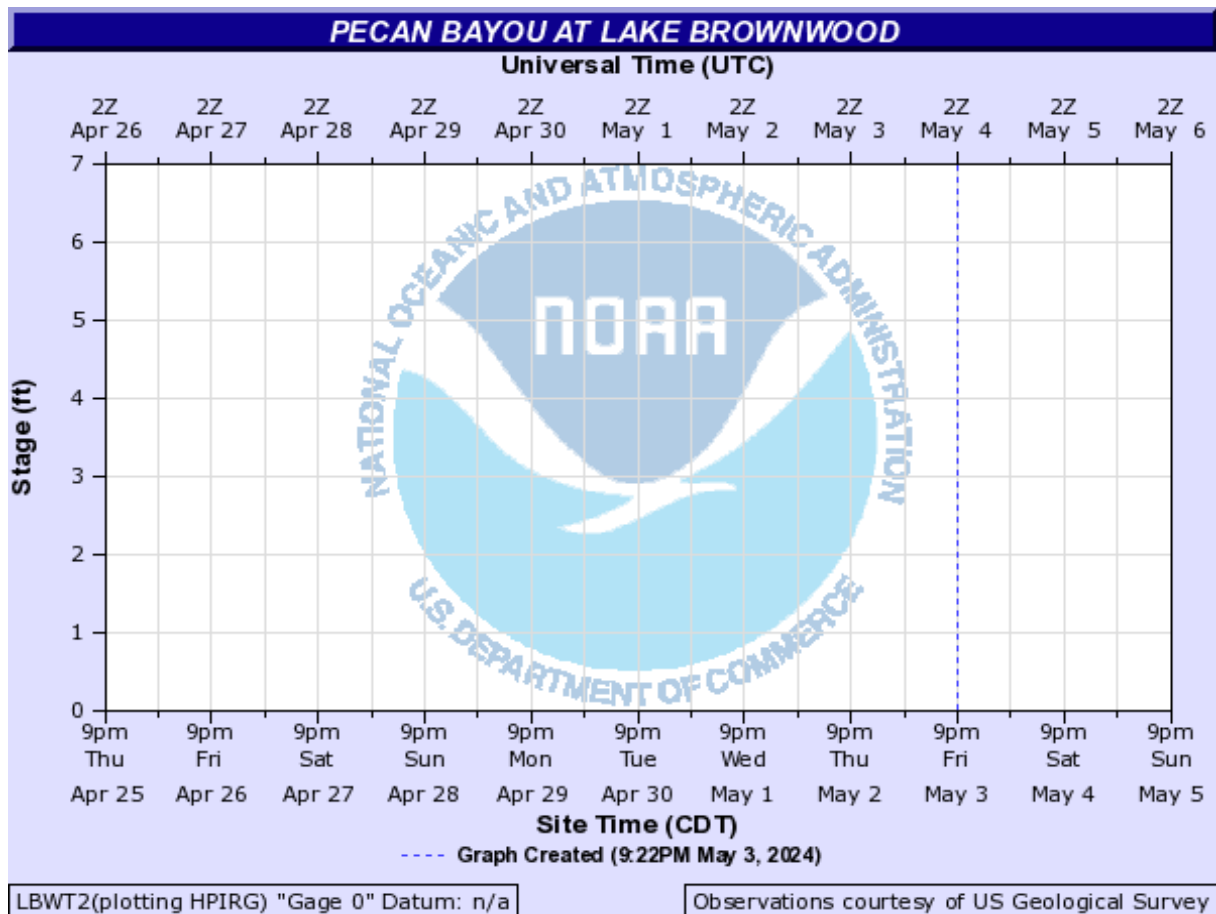 PECAN BAYOU AT LAKE BROWNWOOD
Universal Time (UTC)
2Z 2Z 2Z 2Z 2Z 2Z 2Z 2Z 2Z 2Z 2Z
Apr 26 Apr 27 Apr 28 Apr 29 Apr 30 May 1 May 2 May 3 May 4 May 5 May 6
7
6
5
4
3
2
1
0
Stage (ft)
NATIONAL OCEANIC AND ATMOSPHERIC ADMINISTRATION
NOAA
U.S. DEPARTMENT OF COMMERCE
9pm 9pm 9pm 9pm 9pm 9pm 9pm 9pm 9pm 9pm 9pm
Thu Fri Sat Sun Mon Tue Wed Thu Fri Sat Sun
Apr 25 Apr 26 Apr 27 Apr 28 Apr 29 Apr 30 May 1 May 2 May 3 May 4 May 5
Site Time (CDT)
---- Graph Created (9:22PM May 3, 2024)
LBWT2(plotting HPIRG) "Gage 0" Datum: n/a
Observations courtesy of US Geological Survey